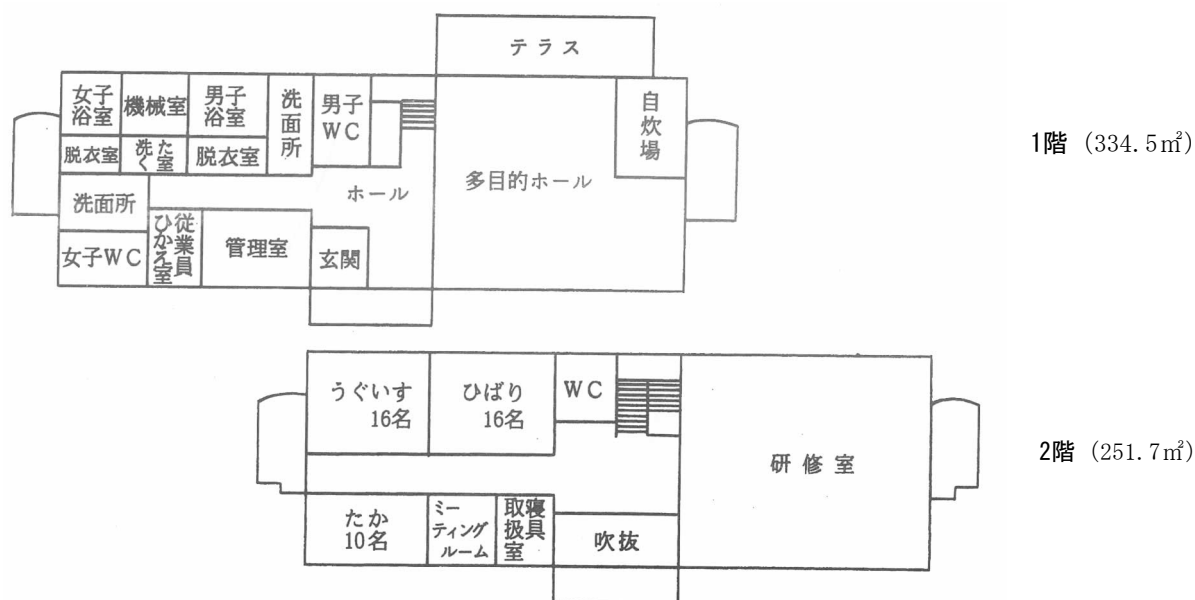 テラス
女子
浴室
機械室
男子
浴室
洗面所
男子
WC
自炊場
1階 (334.5㎡)
脱衣室
洗たく室
脱衣室
ホール
多目的ホール
洗面所
女子WC
従業員
ひかえ室
管理室
玄関
うぐいす
16名
ひばり
16名
WC
研修室
2階 (251.7㎡)
たか
10名
ミー
ティング
ルーム
寝具
取扱室
吹抜